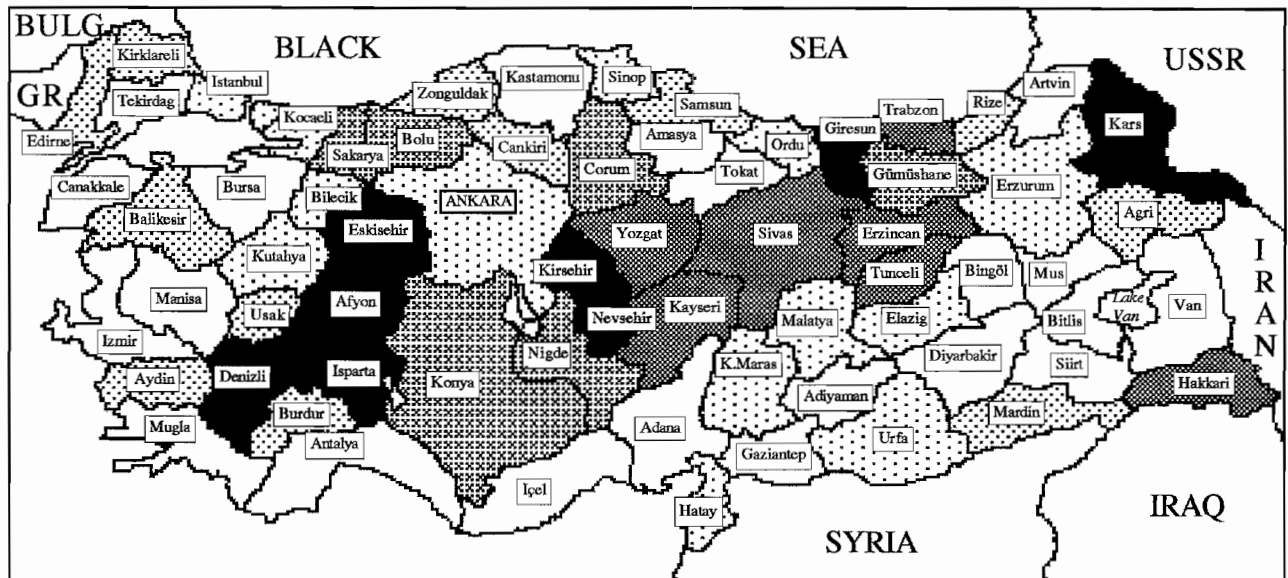 BULG
BLACK
SEA
USSR
GR
Kirklareli
Istanbul
Tekirdag
Edirne
Kocaeli
Zonguldak
Kastamonu
Sinop
Samsun
Trabzon
Rize
Artvin
Kars
Sakarya
Bolu
Cankiri
Corum
Amasya
Ordu
Giresun
Tokat
Gümüshane
Erzurum
Canakkale
Bursa
Bilecik
ANKARA
Agri
Balikesir
Eskisehir
Yozgat
Sivas
Erzincan
Kutahya
Kirsehir
Tunceli
Bingöl
Mus
Manisa
Usak
Afyon
Nevsehir
Kayseri
Malatya
Elazig
Bitlis
Lake
Van
Van
IRAN
Izmir
Aydin
Denizli
Isparta
Konya
Nigde
K.Maras
Adiyaman
Diyarbakir
Siirt
Hakkari
Mugla
Burdur
Antalya
Adana
Gaziantep
Urfa
Mardin
Içel
Hatay
SYRIA
IRAQ